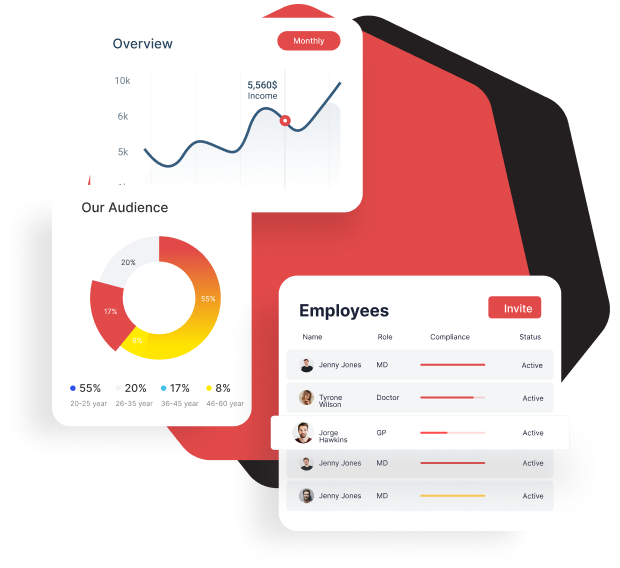 Overview
Monthly
10k
6k
5k
5,560$
Income
Our Audience
20%
55%
17%
8%
55%
20%
17%
8%
20-25 year
26-35 year
36-45 year
46-60 year
Employees
Invite
Name Role Compliance Status
Jenny Jones MD Active
Tyrone
Wilson
Doctor Active
Jorge
Hawkins
GP Active
Jenny Jones MD Active
Jenny Jones MD Active